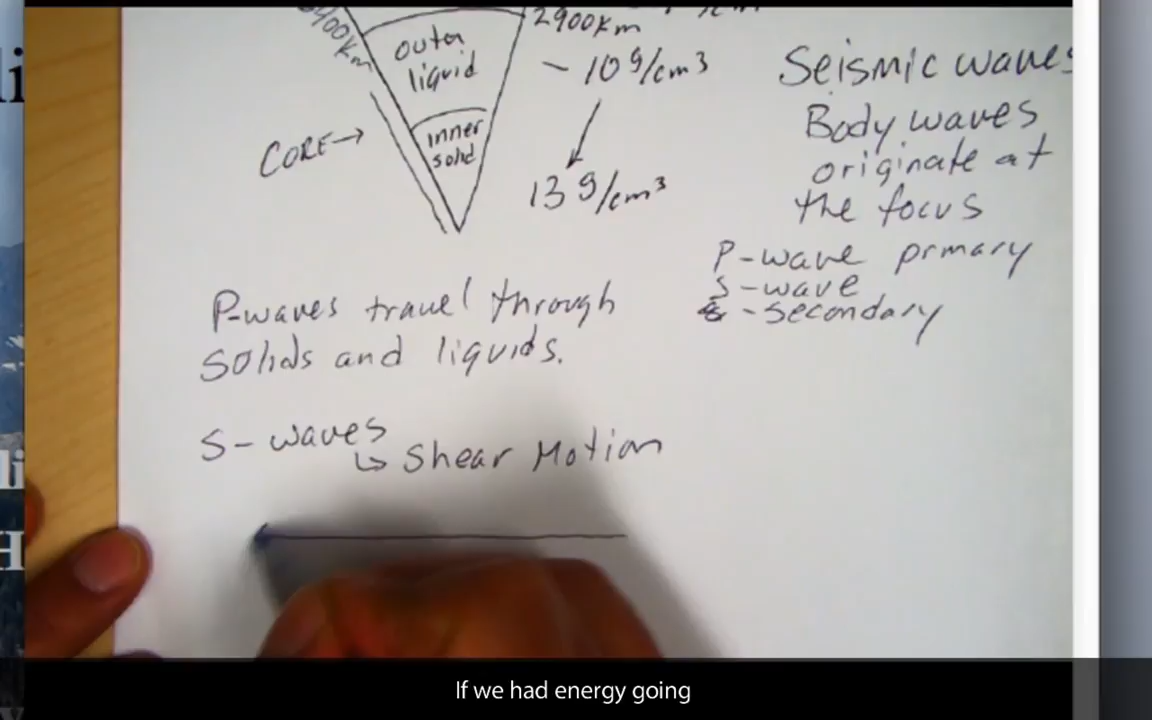 2900km
outer
liquid
~ 10 g/cm³
inner
solid
CORE→
13 g/cm³
Seismic waves
Body waves
originate at
the focus
P-wave prmary
S-wave
- Secondary
P-waves travel through
solids and liquids.
S-waves
↳ Shear Motion
If we had energy going